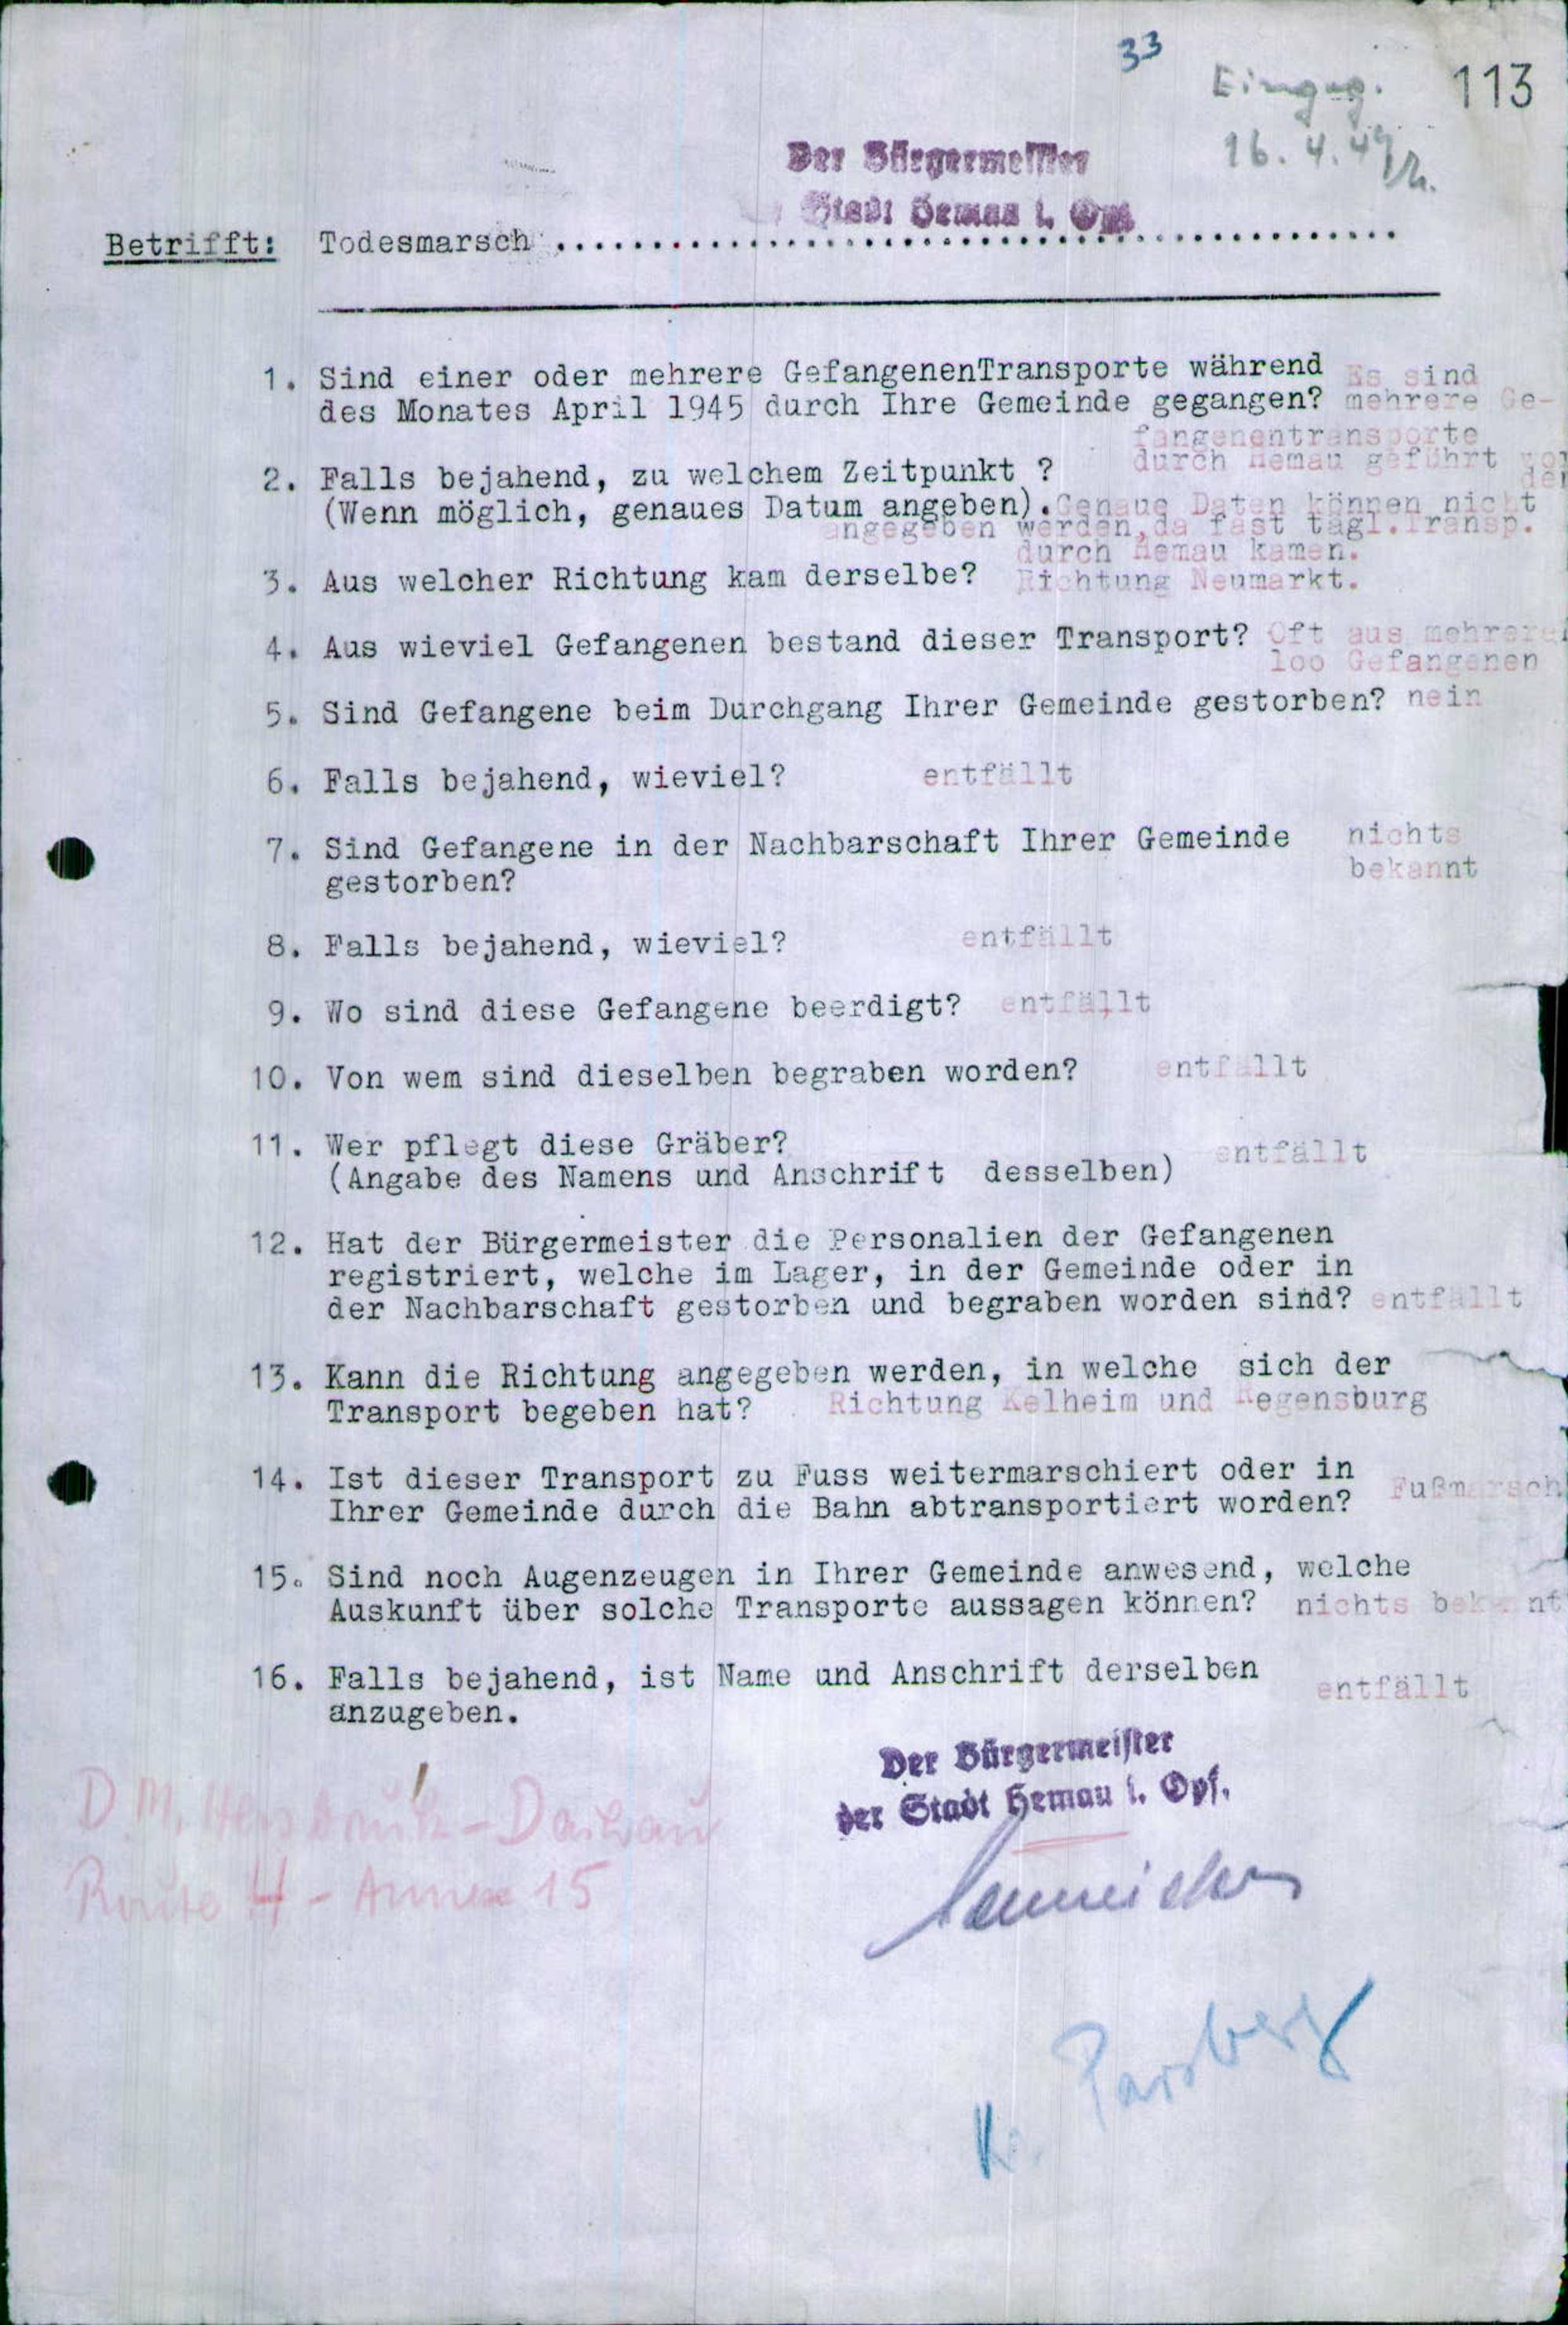 33
Eingng. 113
16.4.47
Der Bürgermeister
Stadt Hemau i. Opf.
Betrifft: Todesmarsch ............................................
1. Sind einer oder mehrere GefangenenTransporte während Es sind
des Monates April 1945 durch Ihre Gemeinde gegangen? mehrere Ge-
fangenentransporte
durch Hemau geführt worden
2. Falls bejahend, zu welchem Zeitpunkt ?
(Wenn möglich, genaues Datum angeben). Genaue Daten können nicht
angegeben werden,da fast tägl.Transp.
durch Hemau kamen.
3. Aus welcher Richtung kam derselbe? Richtung Neumarkt.
4. Aus wieviel Gefangenen bestand dieser Transport? Oft aus mehreren
loo Gefangenen
5. Sind Gefangene beim Durchgang Ihrer Gemeinde gestorben? nein
6. Falls bejahend, wieviel? entfällt
7. Sind Gefangene in der Nachbarschaft Ihrer Gemeinde nichts
gestorben? bekannt
8. Falls bejahend, wieviel? entfällt
9. Wo sind diese Gefangene beerdigt? entfällt
10. Von wem sind dieselben begraben worden? entfällt
11. Wer pflegt diese Gräber?
(Angabe des Namens und Anschrift desselben) entfällt
12. Hat der Bürgermeister die Personalien der Gefangenen
registriert, welche im Lager, in der Gemeinde oder in
der Nachbarschaft gestorben und begraben worden sind? entfällt
13. Kann die Richtung angegeben werden, in welche sich der
Transport begeben hat? Richtung Kelheim und Regensburg
14. Ist dieser Transport zu Fuss weitermarschiert oder in
Ihrer Gemeinde durch die Bahn abtransportiert worden? Fußmarsch
15. Sind noch Augenzeugen in Ihrer Gemeinde anwesend, welche
Auskunft über solche Transporte aussagen können? nichts bekannt
16. Falls bejahend, ist Name und Anschrift derselben
anzugeben. entfällt
Der Bürgermeister
der Stadt Hemau i. Opf.
D.M. Hersbruck-Dachau
Route 4 - Annex 15
K. Parsberg